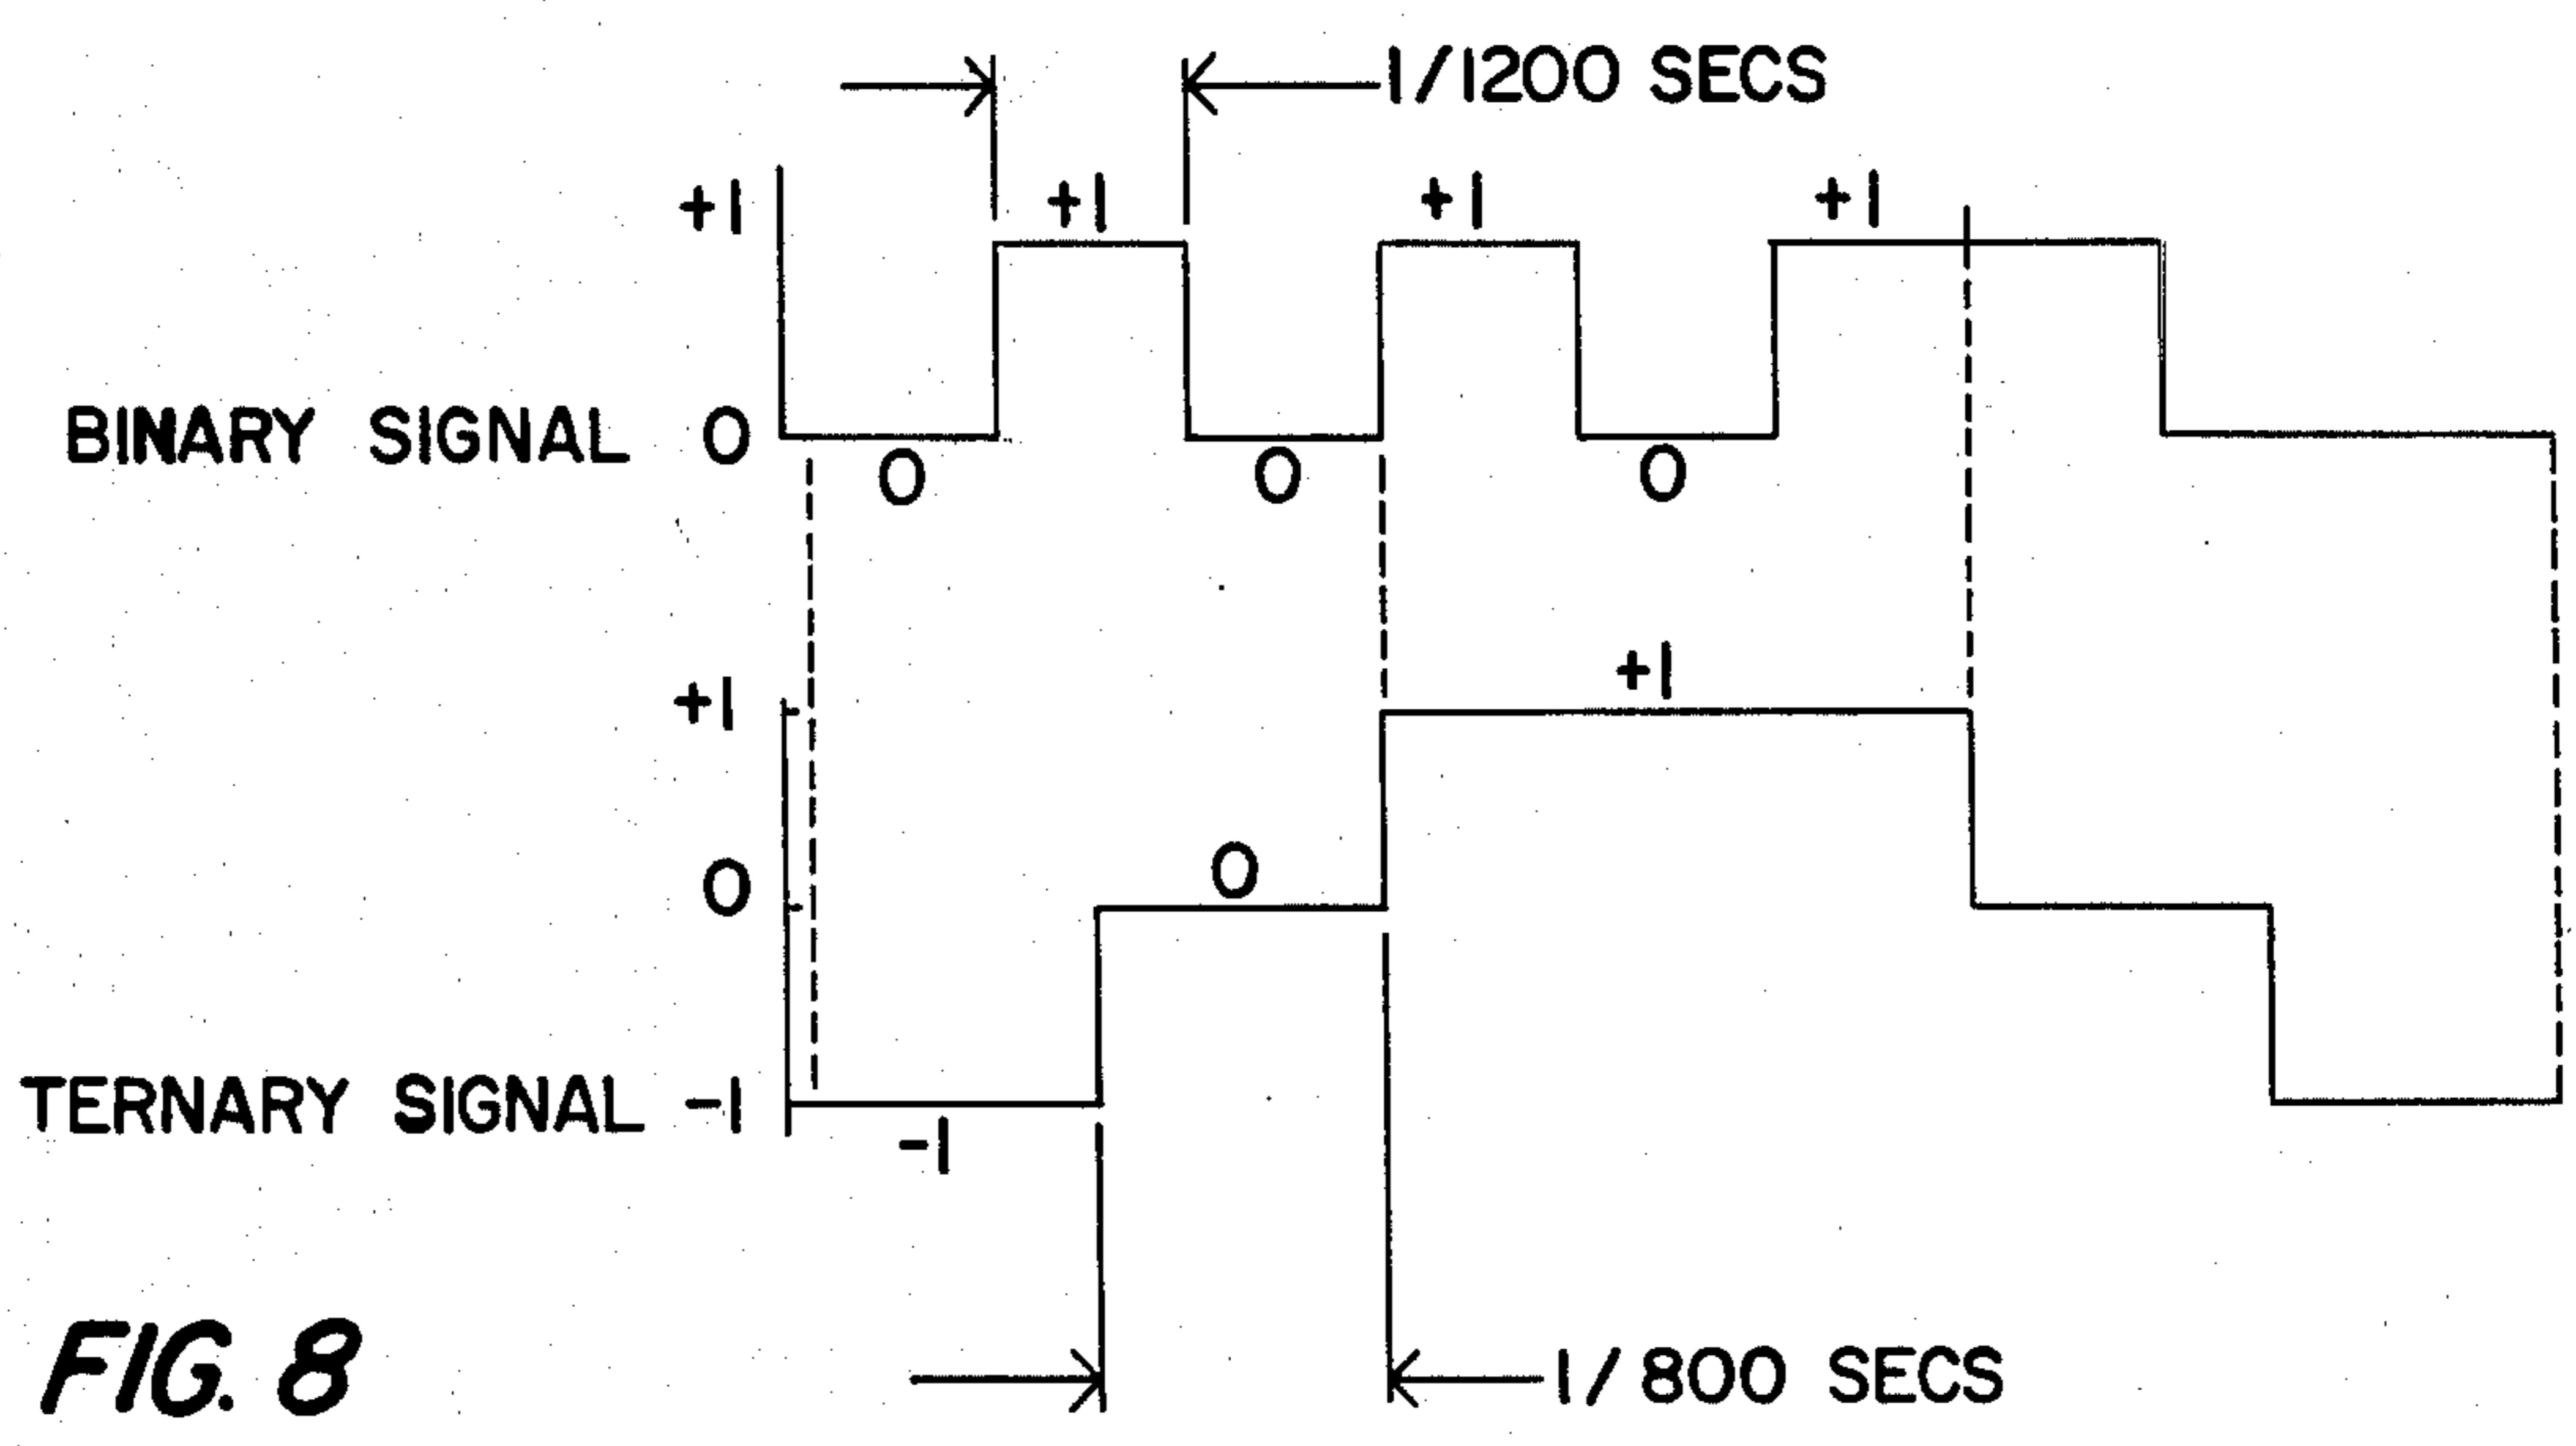 1/1200 SECS
+1 +1 +1 +1
BINARY SIGNAL 0
0 0 0
+1
+1
0 0
TERNARY SIGNAL -1
-1
1/800 SECS
FIG. 8